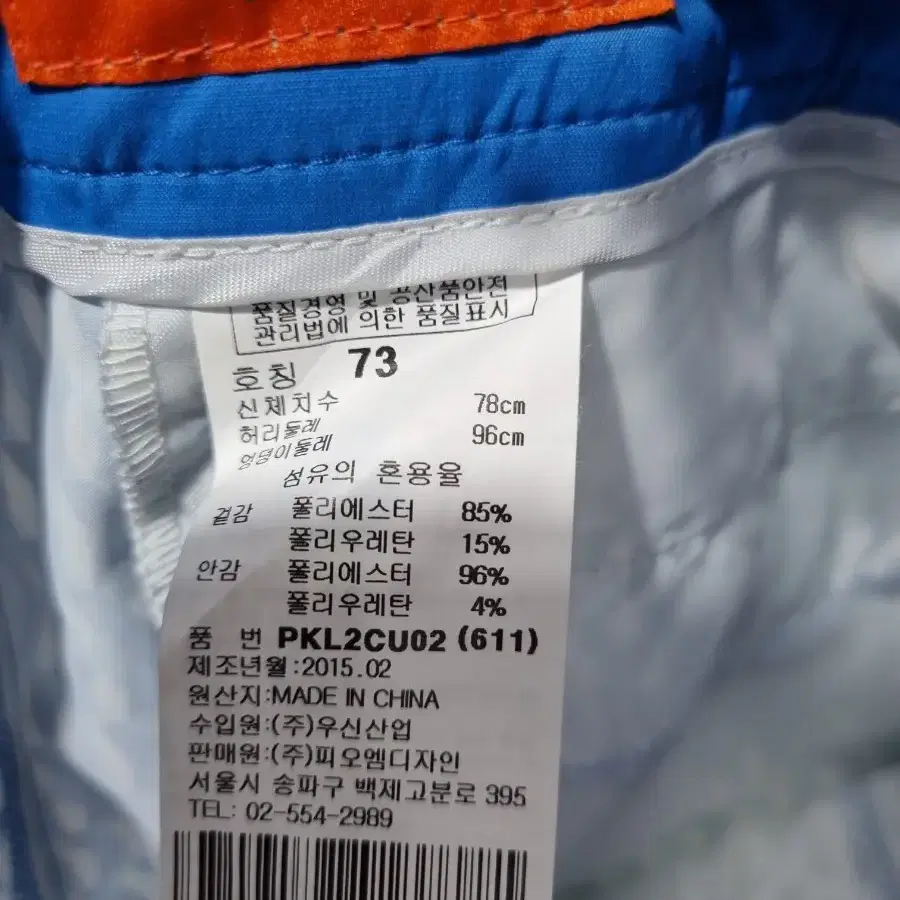 품질경영 및 공산품안전
관리법에 의한 품질표시
호칭 73
신체치수
허리둘레 78cm
엉덩이둘레 96cm
섬유의 혼용율
겉감 폴리에스터 85%
폴리우레탄 15%
안감 폴리에스터 96%
폴리우레탄 4%
품 번 PKL2CU02 (611)
제조년월:2015.02
원산지:MADE IN CHINA
수입원:(주)우신산업
판매원:(주)피오엠디자인
서울시 송파구 백제고분로 395
TEL: 02-554-2989